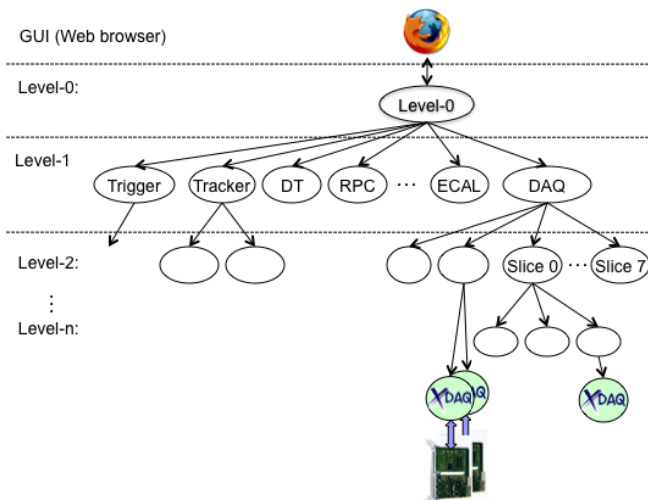 GUI (Web browser)
Level-0:
Level-0
Level-1
Trigger
Tracker
DT
RPC
...
ECAL
DAQ
Level-2:
Slice 0
...
Slice 7
⋮
Level-n:
XDAQ
AQ
XDAQ